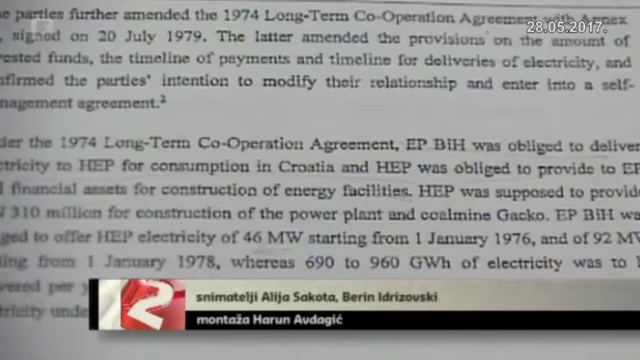 28.05.2017.
parties further amended the 1974 Long-Term Co-Operation Agreement with Annex
signed on 20 July 1979. The latter amended the provisions on the amount of
funds, the timeline of payments and timeline for deliveries of electricity, and
the parties' intention to modify their relationship and enter into a self-
agreement.²
the 1974 Long-Term Co-Operation Agreement, EP BiH was obliged to deliver
to HEP for consumption in Croatia and HEP was obliged to provide to
financial assets for construction of energy facilities. HEP was supposed to provide
310 million for construction of the power plant and coalmine Gacko. EP BiH was
to offer HEP electricity of 46 MW starting from 1 January 1976, and of 92 MW
from 1 January 1978, whereas 690 to 960 GWh of electricity was to
per
2
snimatelji Alija Sakota, Berin Idrizovski
montaža Harun Avdagić